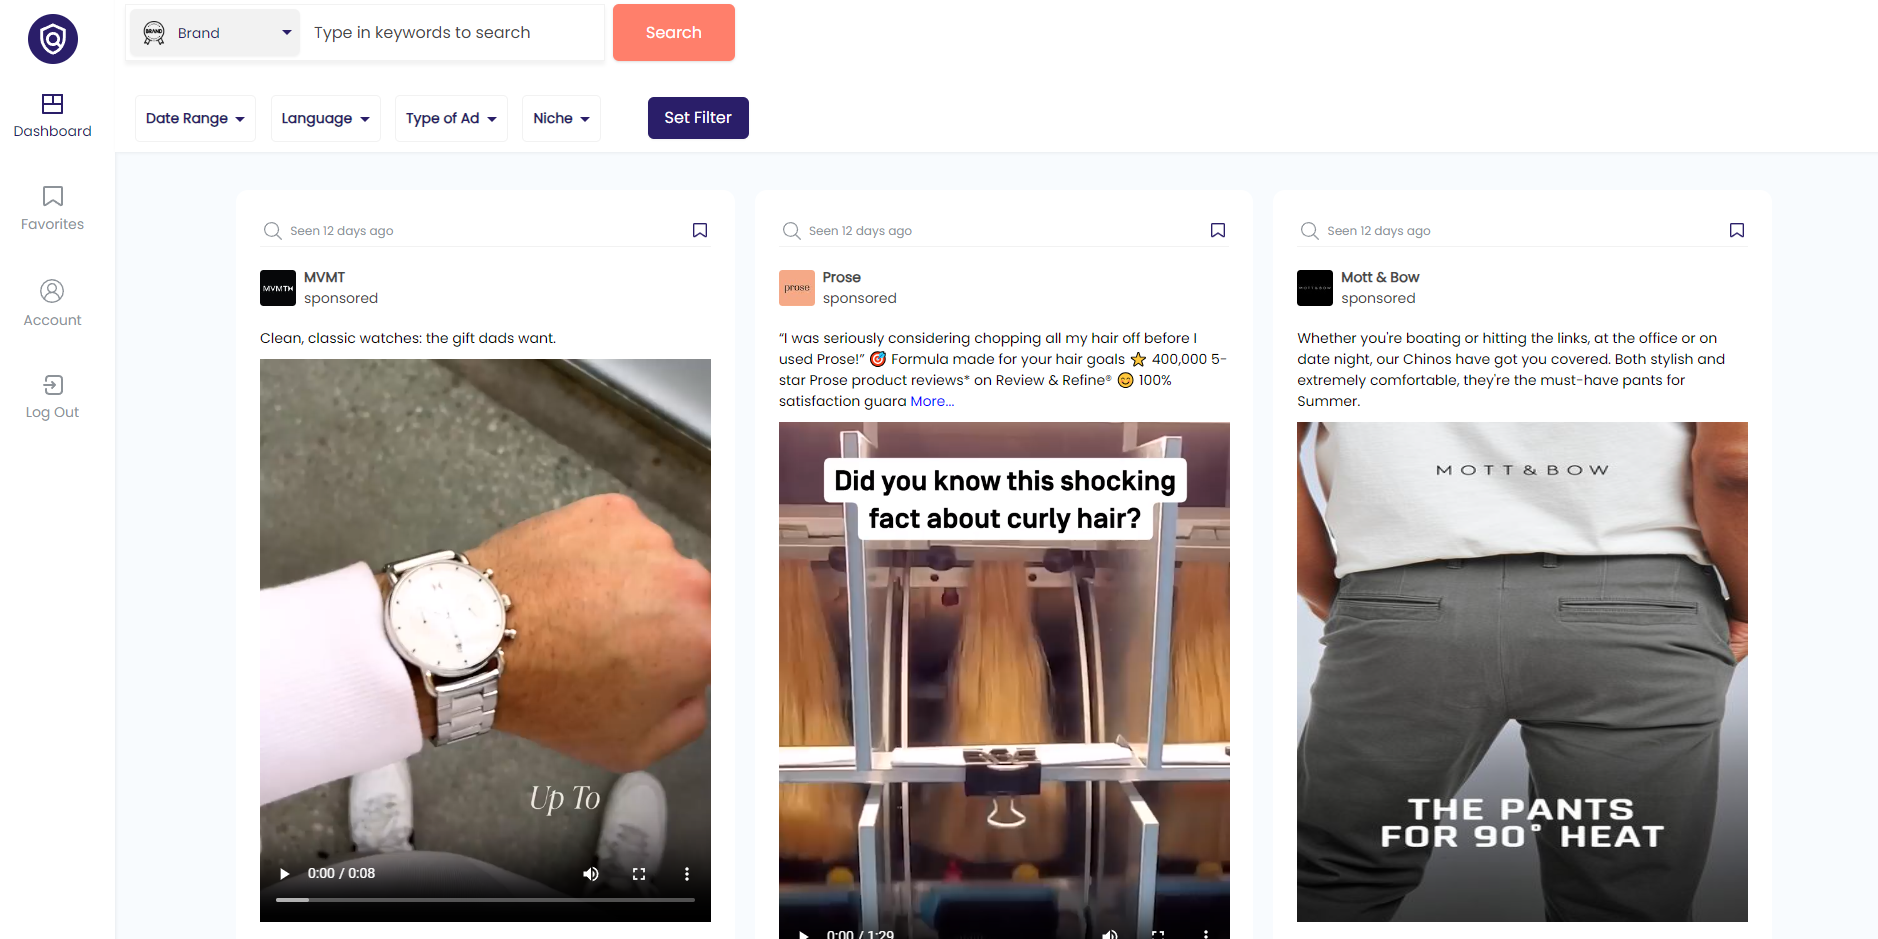 BRAND
Brand
Type in keywords to search
Search
Dashboard
Date Range
Language
Type of Ad
Niche
Set Filter
Favorites
Account
Log Out
Seen 12 days ago
MVMT
MVMT
sponsored
Clean, classic watches: the gift dads want.
Up To
0:00 / 0:08
Seen 12 days ago
prose
Prose
sponsored
“I was seriously considering chopping all my hair off before I
used Prose!” 🎯 Formula made for your hair goals ⭐ 400,000 5-
star Prose product reviews* on Review & Refine® 😊 100%
satisfaction guara More...
Did you know this shocking
fact about curly hair?
0:00 / 1:29
Seen 12 days ago
MOTT&BOW
Mott & Bow
sponsored
Whether you're boating or hitting the links, at the office or on
date night, our Chinos have got you covered. Both stylish and
extremely comfortable, they're the must-have pants for
Summer.
MOTT&BOW
THE PANTS
FOR 90° HEAT